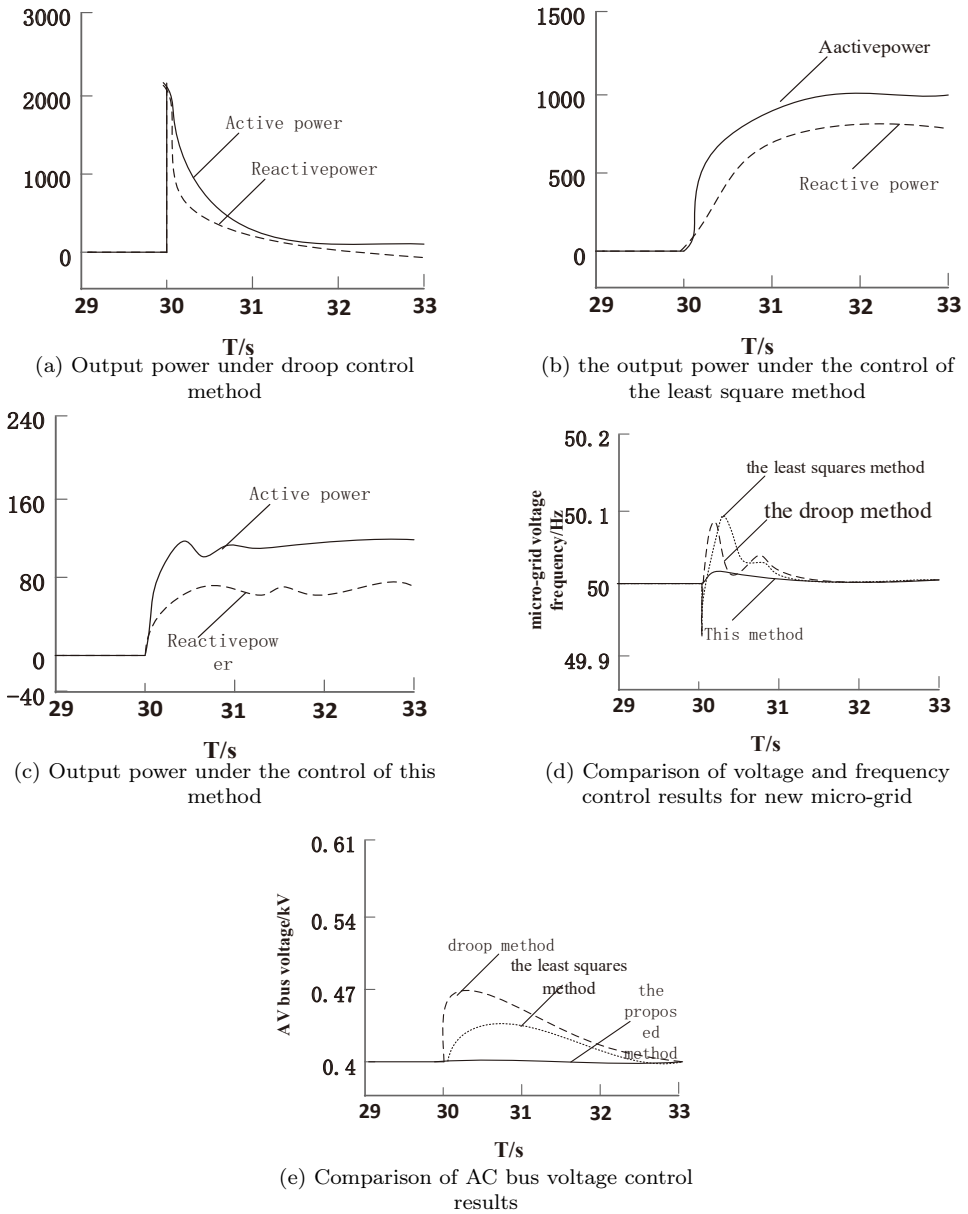 3000
2000
1000
0
Active power
Reactivepower
29 30 31 32 33
T/s
(a) Output power under droop control
method
1500
1000
500
0
Aactivepower
Reactive power
29 30 31 32 33
T/s
(b) the output power under the control of
the least square method
240
160
80
0
−40
Active power
Reactivepow
er
29 30 31 32 33
T/s
(c) Output power under the control of this
method
50.2
50.1
50
49.9
micro-grid voltage
frequency/Hz
the least squares method
the droop method
This method
29 30 31 32 33
T/s
(d) Comparison of voltage and frequency
control results for new micro-grid
0.61
0.54
0.47
0.4
AV bus voltage/kV
droop method
the least squares
method
the
propos
ed
method
29 30 31 32 33
T/s
(e) Comparison of AC bus voltage control
results